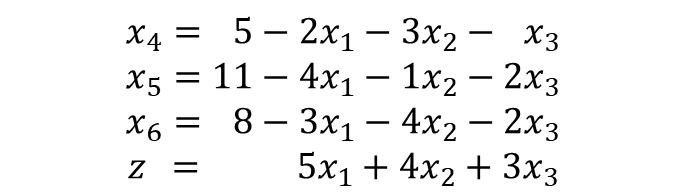 x₄ = 5 − 2x₁ − 3x₂ − x₃
x₅ = 11 − 4x₁ − 1x₂ − 2x₃
x₆ = 8 − 3x₁ − 4x₂ − 2x₃
z = 5x₁ + 4x₂ + 3x₃